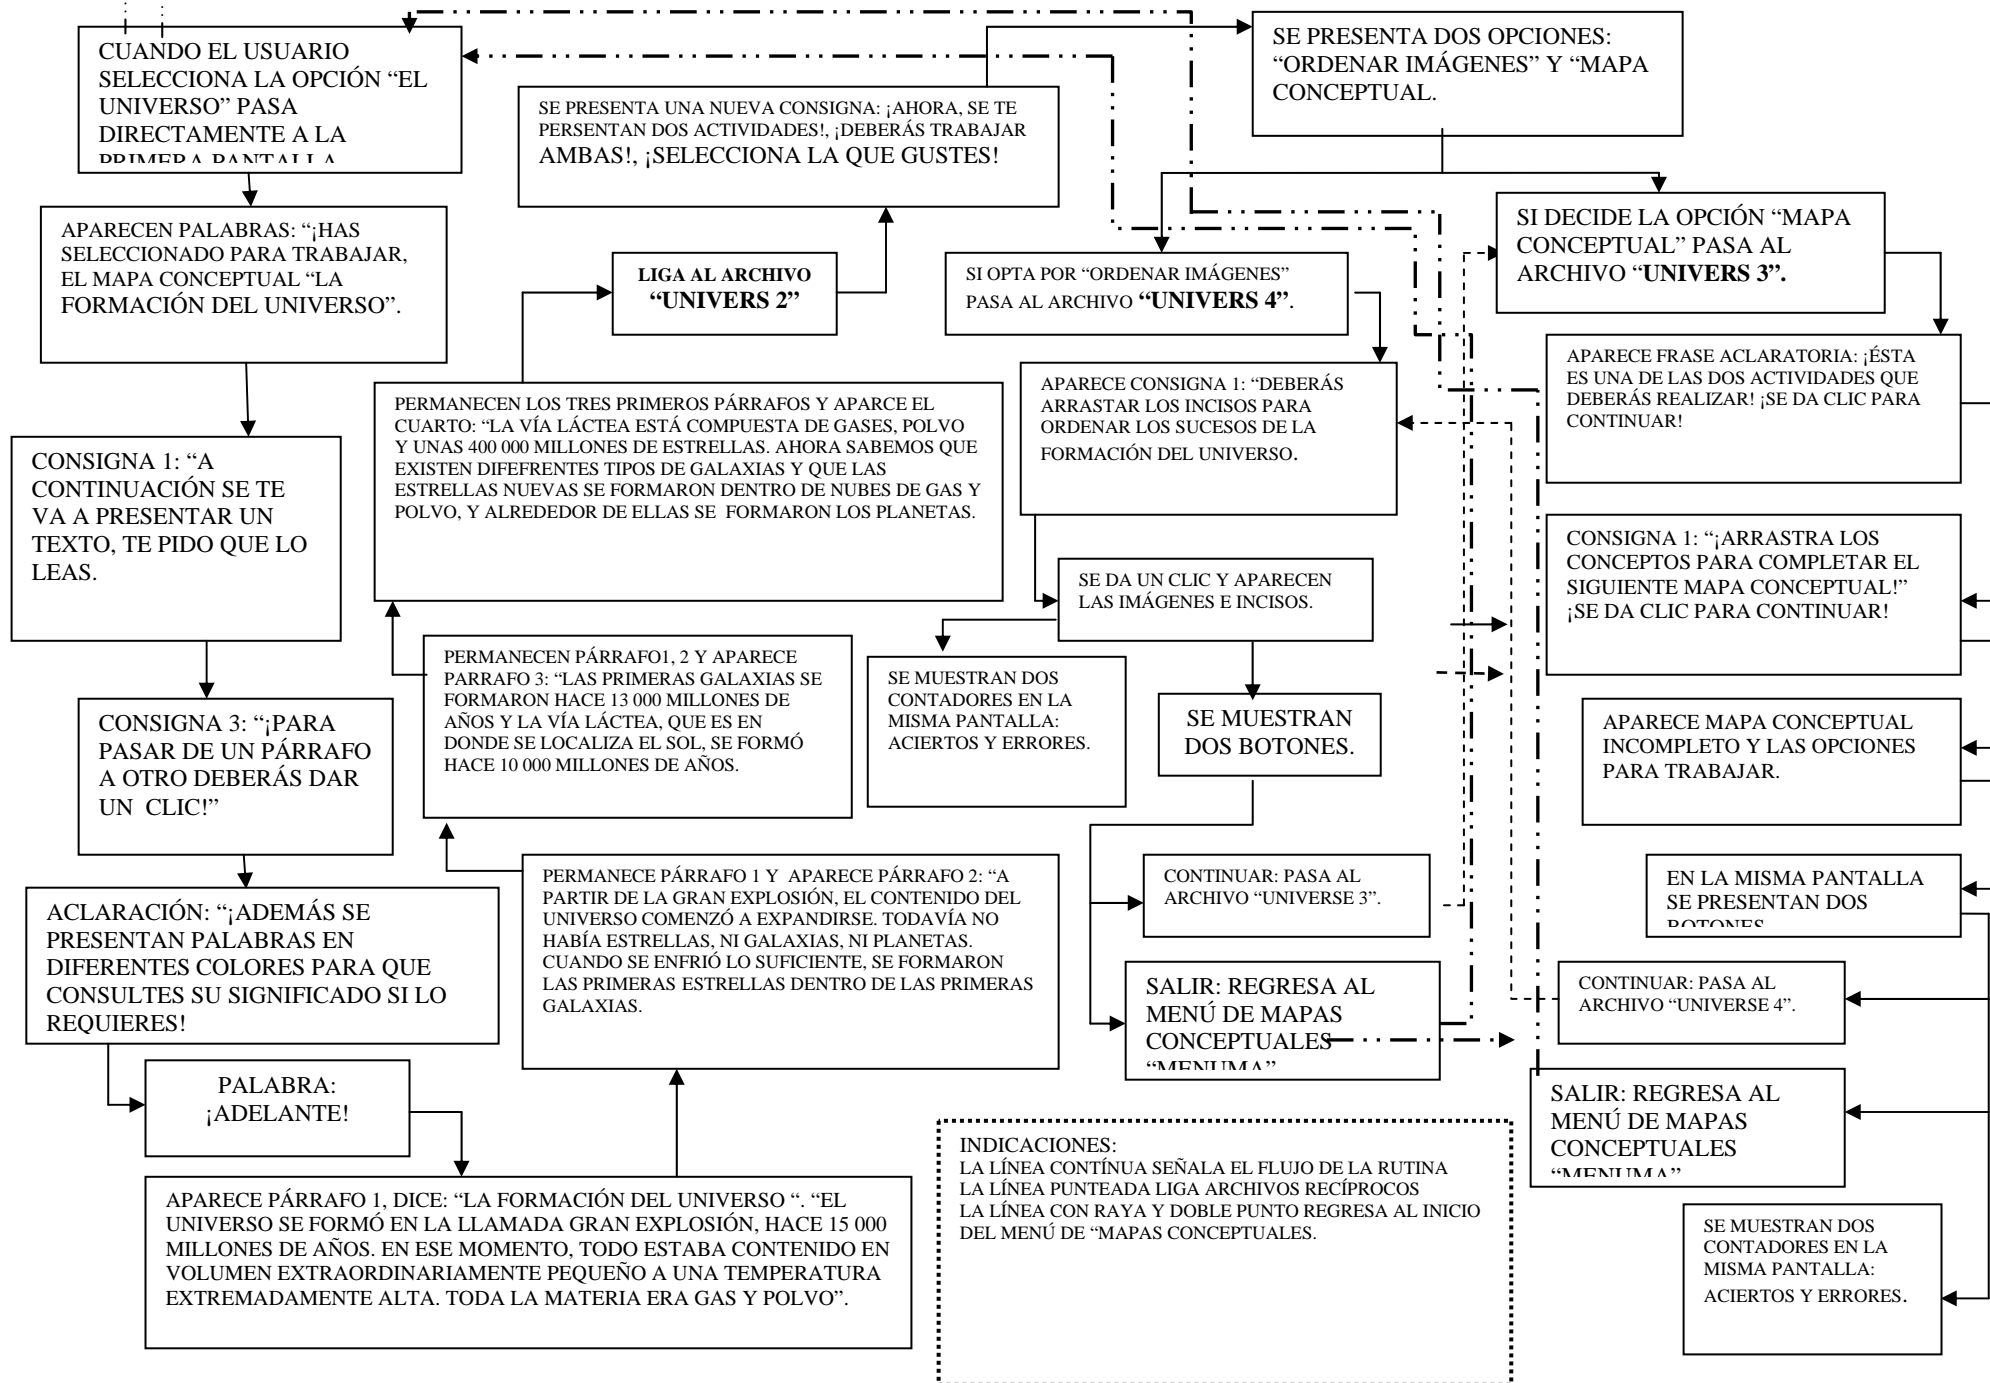 CUANDO EL USUARIO
SELECCIONA LA OPCIÓN “EL
UNIVERSO” PASA
DIRECTAMENTE A LA
PRIMERA PANTALLA
APARECEN PALABRAS: “¡HAS
SELECCIONADO PARA TRABAJAR,
EL MAPA CONCEPTUAL “LA
FORMACIÓN DEL UNIVERSO”.
CONSIGNA 1: “A
CONTINUACIÓN SE TE
VA A PRESENTAR UN
TEXTO, TE PIDO QUE LO
LEAS.
CONSIGNA 3: “¡PARA
PASAR DE UN PÁRRAFO
A OTRO DEBERÁS DAR
UN  CLIC!”
ACLARACIÓN: “¡ADEMÁS SE
PRESENTAN PALABRAS EN
DIFERENTES COLORES PARA QUE
CONSULTES SU SIGNIFICADO SI LO
REQUIERES!
PALABRA:
¡ADELANTE!
APARECE PÁRRAFO 1, DICE: “LA FORMACIÓN DEL UNIVERSO “. “EL
UNIVERSO SE FORMÓ EN LA LLAMADA GRAN EXPLOSIÓN, HACE 15 000
MILLONES DE AÑOS. EN ESE MOMENTO, TODO ESTABA CONTENIDO EN
VOLUMEN EXTRAORDINARIAMENTE PEQUEÑO A UNA TEMPERATURA
EXTREMADAMENTE ALTA. TODA LA MATERIA ERA GAS Y POLVO”.
PERMANECE PÁRRAFO 1 Y  APARECE PÁRRAFO 2: “A
PARTIR DE LA GRAN EXPLOSIÓN, EL CONTENIDO DEL
UNIVERSO COMENZÓ A EXPANDIRSE. TODAVÍA NO
HABÍA ESTRELLAS, NI GALAXIAS, NI PLANETAS.
CUANDO SE ENFRIÓ LO SUFICIENTE, SE FORMARON
LAS PRIMERAS ESTRELLAS DENTRO DE LAS PRIMERAS
GALAXIAS.
PERMANECEN PÁRRAFO1, 2 Y APARECE
PARRAFO 3: “LAS PRIMERAS GALAXIAS SE
FORMARON HACE 13 000 MILLONES DE
AÑOS Y LA VÍA LÁCTEA, QUE ES EN
DONDE SE LOCALIZA EL SOL, SE FORMÓ
HACE 10 000 MILLONES DE AÑOS.
PERMANECEN LOS TRES PRIMEROS PÁRRAFOS Y APARCE EL
CUARTO: “LA VÍA LÁCTEA ESTÁ COMPUESTA DE GASES, POLVO
Y UNAS 400 000 MILLONES DE ESTRELLAS. AHORA SABEMOS QUE
EXISTEN DIFEFRENTES TIPOS DE GALAXIAS Y QUE LAS
ESTRELLAS NUEVAS SE FORMARON DENTRO DE NUBES DE GAS Y
POLVO, Y ALREDEDOR DE ELLAS SE  FORMARON LOS PLANETAS.
LIGA AL ARCHIVO
“UNIVERS 2”
SE PRESENTA UNA NUEVA CONSIGNA: ¡AHORA, SE TE
PERSENTAN DOS ACTIVIDADES!, ¡DEBERÁS TRABAJAR
AMBAS!, ¡SELECCIONA LA QUE GUSTES!
SE PRESENTA DOS OPCIONES:
“ORDENAR IMÁGENES” Y “MAPA
CONCEPTUAL.
SI OPTA POR “ORDENAR IMÁGENES”
PASA AL ARCHIVO “UNIVERS 4”.
APARECE CONSIGNA 1: “DEBERÁS
ARRASTAR LOS INCISOS PARA
ORDENAR LOS SUCESOS DE LA
FORMACIÓN DEL UNIVERSO.
SE DA UN CLIC Y APARECEN
LAS IMÁGENES E INCISOS.
SE MUESTRAN DOS
CONTADORES EN LA
MISMA PANTALLA:
ACIERTOS Y ERRORES.
SE MUESTRAN
DOS BOTONES.
CONTINUAR: PASA AL
ARCHIVO “UNIVERSE 3”.
SALIR: REGRESA AL
MENÚ DE MAPAS
CONCEPTUALES
“MENUMA”
SI DECIDE LA OPCIÓN “MAPA
CONCEPTUAL” PASA AL
ARCHIVO “UNIVERS 3”.
APARECE FRASE ACLARATORIA: ¡ÉSTA
ES UNA DE LAS DOS ACTIVIDADES QUE
DEBERÁS REALIZAR! ¡SE DA CLIC PARA
CONTINUAR!
CONSIGNA 1: “¡ARRASTRA LOS
CONCEPTOS PARA COMPLETAR EL
SIGUIENTE MAPA CONCEPTUAL!”
¡SE DA CLIC PARA CONTINUAR!
APARECE MAPA CONCEPTUAL
INCOMPLETO Y LAS OPCIONES
PARA TRABAJAR.
EN LA MISMA PANTALLA
SE PRESENTAN DOS
BOTONES
CONTINUAR: PASA AL
ARCHIVO “UNIVERSE 4”.
SALIR: REGRESA AL
MENÚ DE MAPAS
CONCEPTUALES
“MENUMA”
SE MUESTRAN DOS
CONTADORES EN LA
MISMA PANTALLA:
ACIERTOS Y ERRORES.
INDICACIONES:
LA LÍNEA CONTÍNUA SEÑALA EL FLUJO DE LA RUTINA
LA LÍNEA PUNTEADA LIGA ARCHIVOS RECÍPROCOS
LA LÍNEA CON RAYA Y DOBLE PUNTO REGRESA AL INICIO
DEL MENÚ DE “MAPAS CONCEPTUALES.